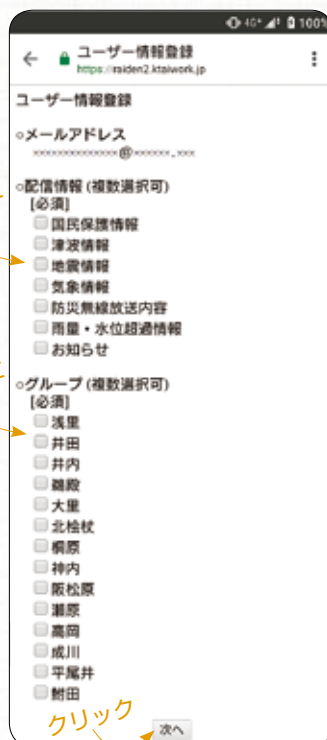 4G+ 100%
ユーザー情報登録
https://raiden2.ktaiwork.jp
ユーザー情報登録
○メールアドレス
xxxxxxxxxxxxxx@xxxxxx.xxx
○配信情報 (複数選択可)
[必須]
国民保護情報
津波情報
地震情報
気象情報
防災無線放送内容
雨量・水位超過情報
お知らせ
○グループ (複数選択可)
[必須]
浅里
井田
井内
鵜殿
大里
北桧杖
桐原
神内
阪松原
瀬原
高岡
成川
平尾井
鮒田
クリック
次へ